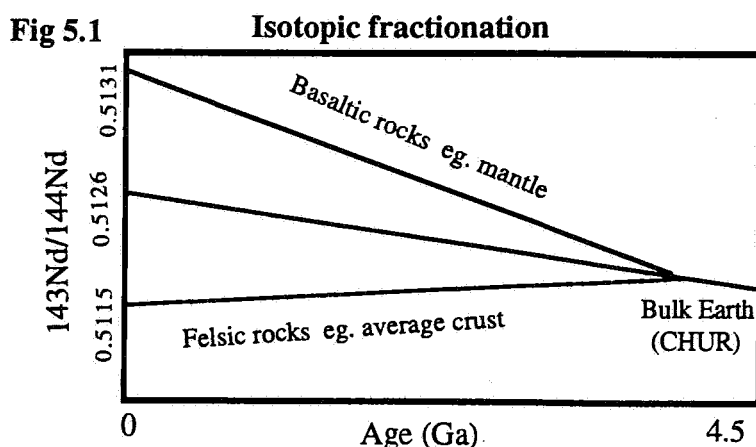 Fig 5.1
Isotopic fractionation
143Nd/144Nd
0.5131
0.5126
0.5115
Basaltic rocks eg. mantle
Felsic rocks eg. average crust
Bulk Earth
(CHUR)
0
Age (Ga)
4.5